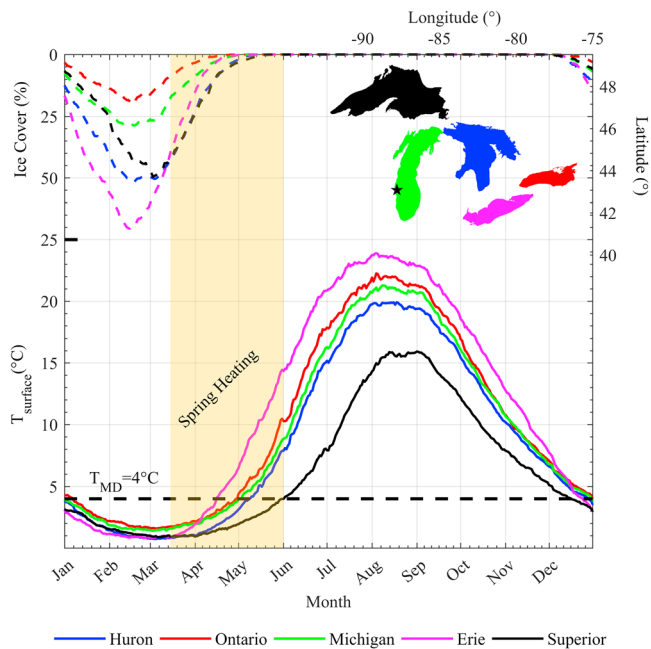 Longitude (°)
-90 -85 -80 -75
Ice Cover (%)
0
25
50
25
20
15
10
5
T_surface(°C)
Latitude (°)
48
46
44
42
40
Spring Heating
T_MD=4°C
Jan Feb Mar Apr May Jun Jul Aug Sep Oct Nov Dec
Month
Huron Ontario Michigan Erie Superior